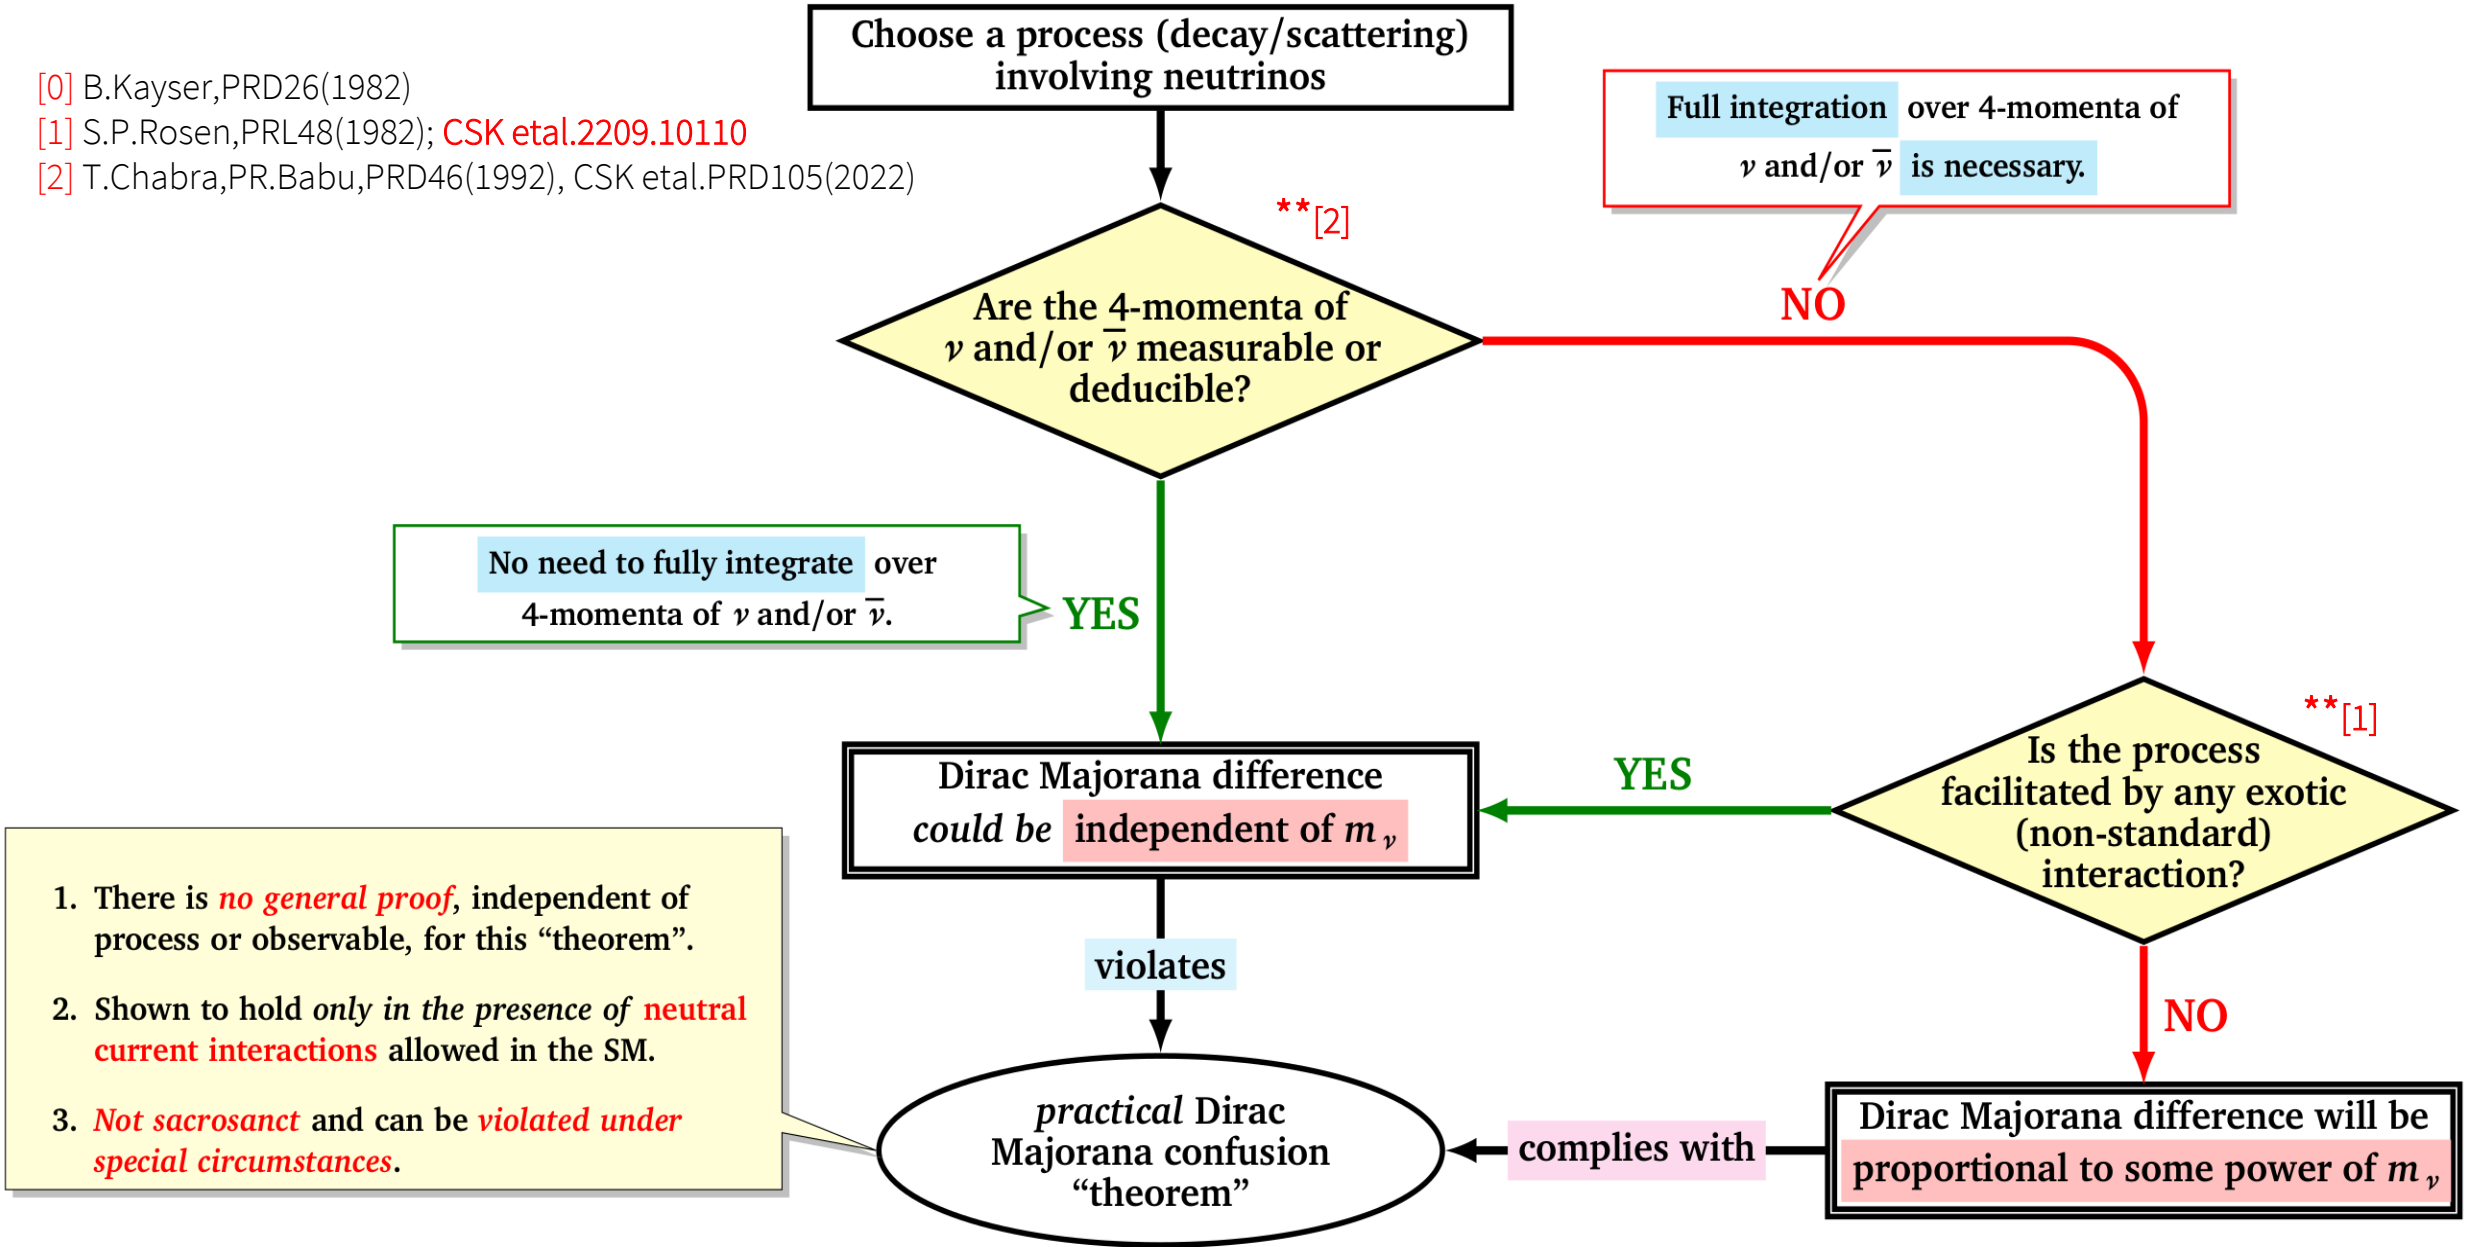 Choose a process (decay/scattering)
involving neutrinos
[0] B.Kayser,PRD26(1982)
[1] S.P.Rosen,PRL48(1982); CSK etal.2209.10110
[2] T.Chabra,PR.Babu,PRD46(1992), CSK etal.PRD105(2022)
Full integration over 4-momenta of
ν and/or ν̅ is necessary.
**[2]
NO
Are the 4-momenta of
ν and/or ν̅ measurable or
deducible?
No need to fully integrate over
4-momenta of ν and/or ν̅.
YES
**[1]
Is the process
facilitated by any exotic
(non-standard)
interaction?
YES
Dirac Majorana difference
could be independent of mν
1. There is no general proof, independent of
process or observable, for this “theorem”.
2. Shown to hold only in the presence of neutral
current interactions allowed in the SM.
3. Not sacrosanct and can be violated under
special circumstances.
violates
NO
practical Dirac
Majorana confusion
“theorem”
complies with
Dirac Majorana difference will be
proportional to some power of mν